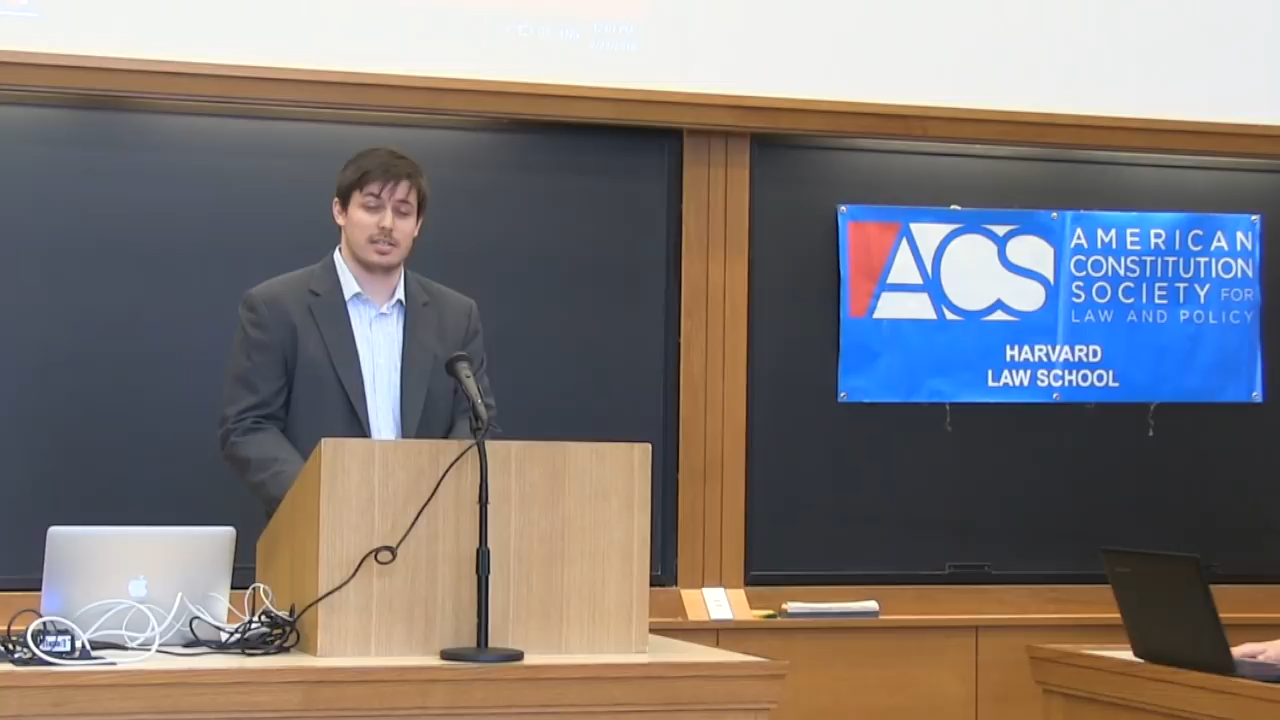 ACS
AMERICAN
CONSTITUTION
SOCIETY FOR
LAW AND POLICY
HARVARD
LAW SCHOOL